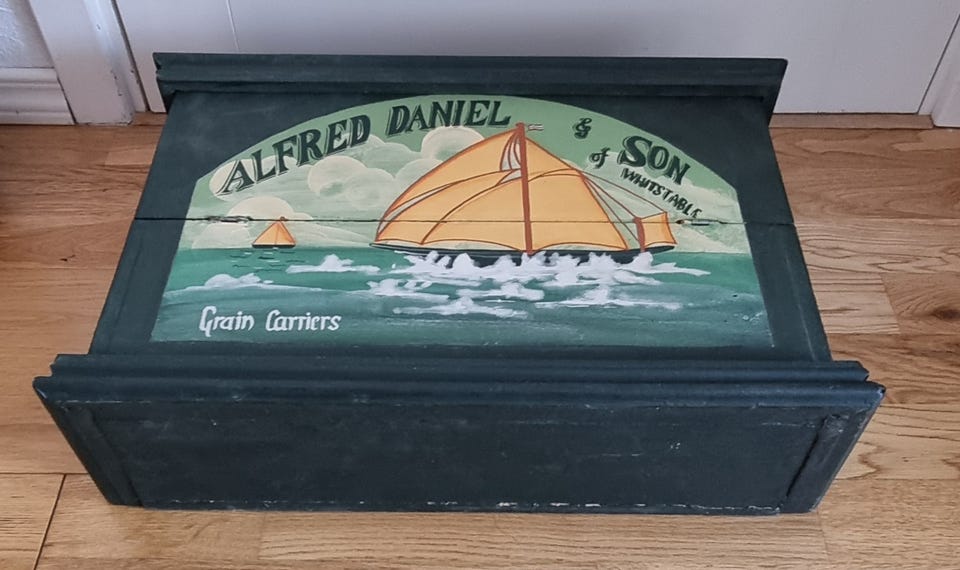 ALFRED DANIEL & SON
of WHITSTABLE
Grain Carriers